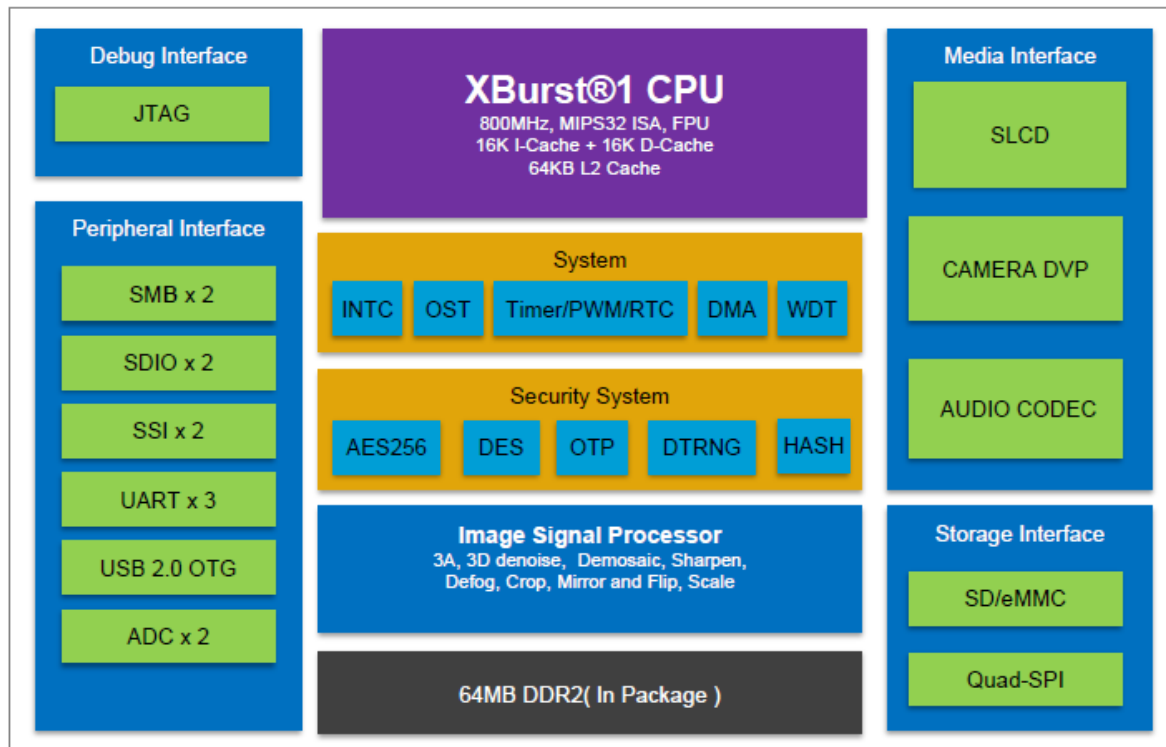 Debug Interface
JTAG
Peripheral Interface
SMB x 2
SDIO x 2
SSI x 2
UART x 3
USB 2.0 OTG
ADC x 2
XBurst®1 CPU
800MHz, MIPS32 ISA, FPU
16K I-Cache + 16K D-Cache
64KB L2 Cache
System
INTC OST Timer/PWM/RTC DMA WDT
Security System
AES256 DES OTP DTRNG HASH
Image Signal Processor
3A, 3D denoise, Demosaic, Sharpen,
Defog, Crop, Mirror and Flip, Scale
64MB DDR2( In Package )
Media Interface
SLCD
CAMERA DVP
AUDIO CODEC
Storage Interface
SD/eMMC
Quad-SPI